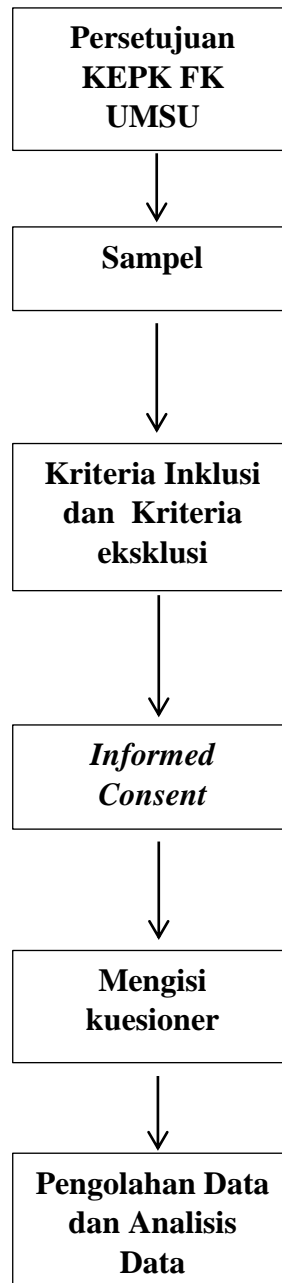 Persetujuan
KEPK FK
UMSU
Sampel
Kriteria Inklusi
dan Kriteria
eksklusi
Informed
Consent
Mengisi
kuesioner
Pengolahan Data
dan Analisis
Data